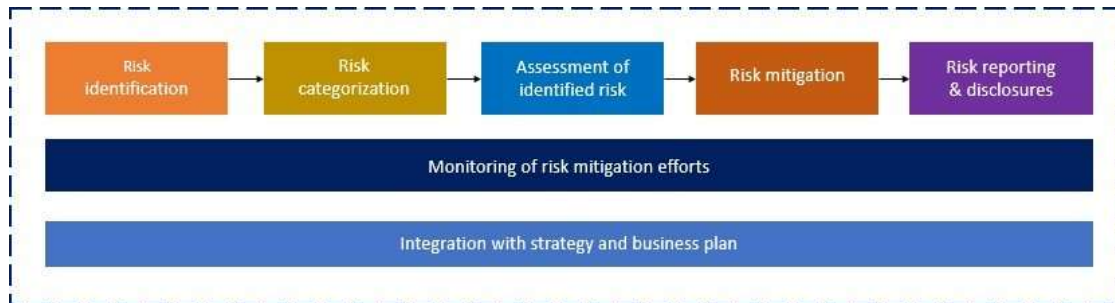 Risk
identification
Risk
categorization
Assessment of
identified risk
Risk mitigation
Risk reporting
& disclosures
Monitoring of risk mitigation efforts
Integration with strategy and business plan